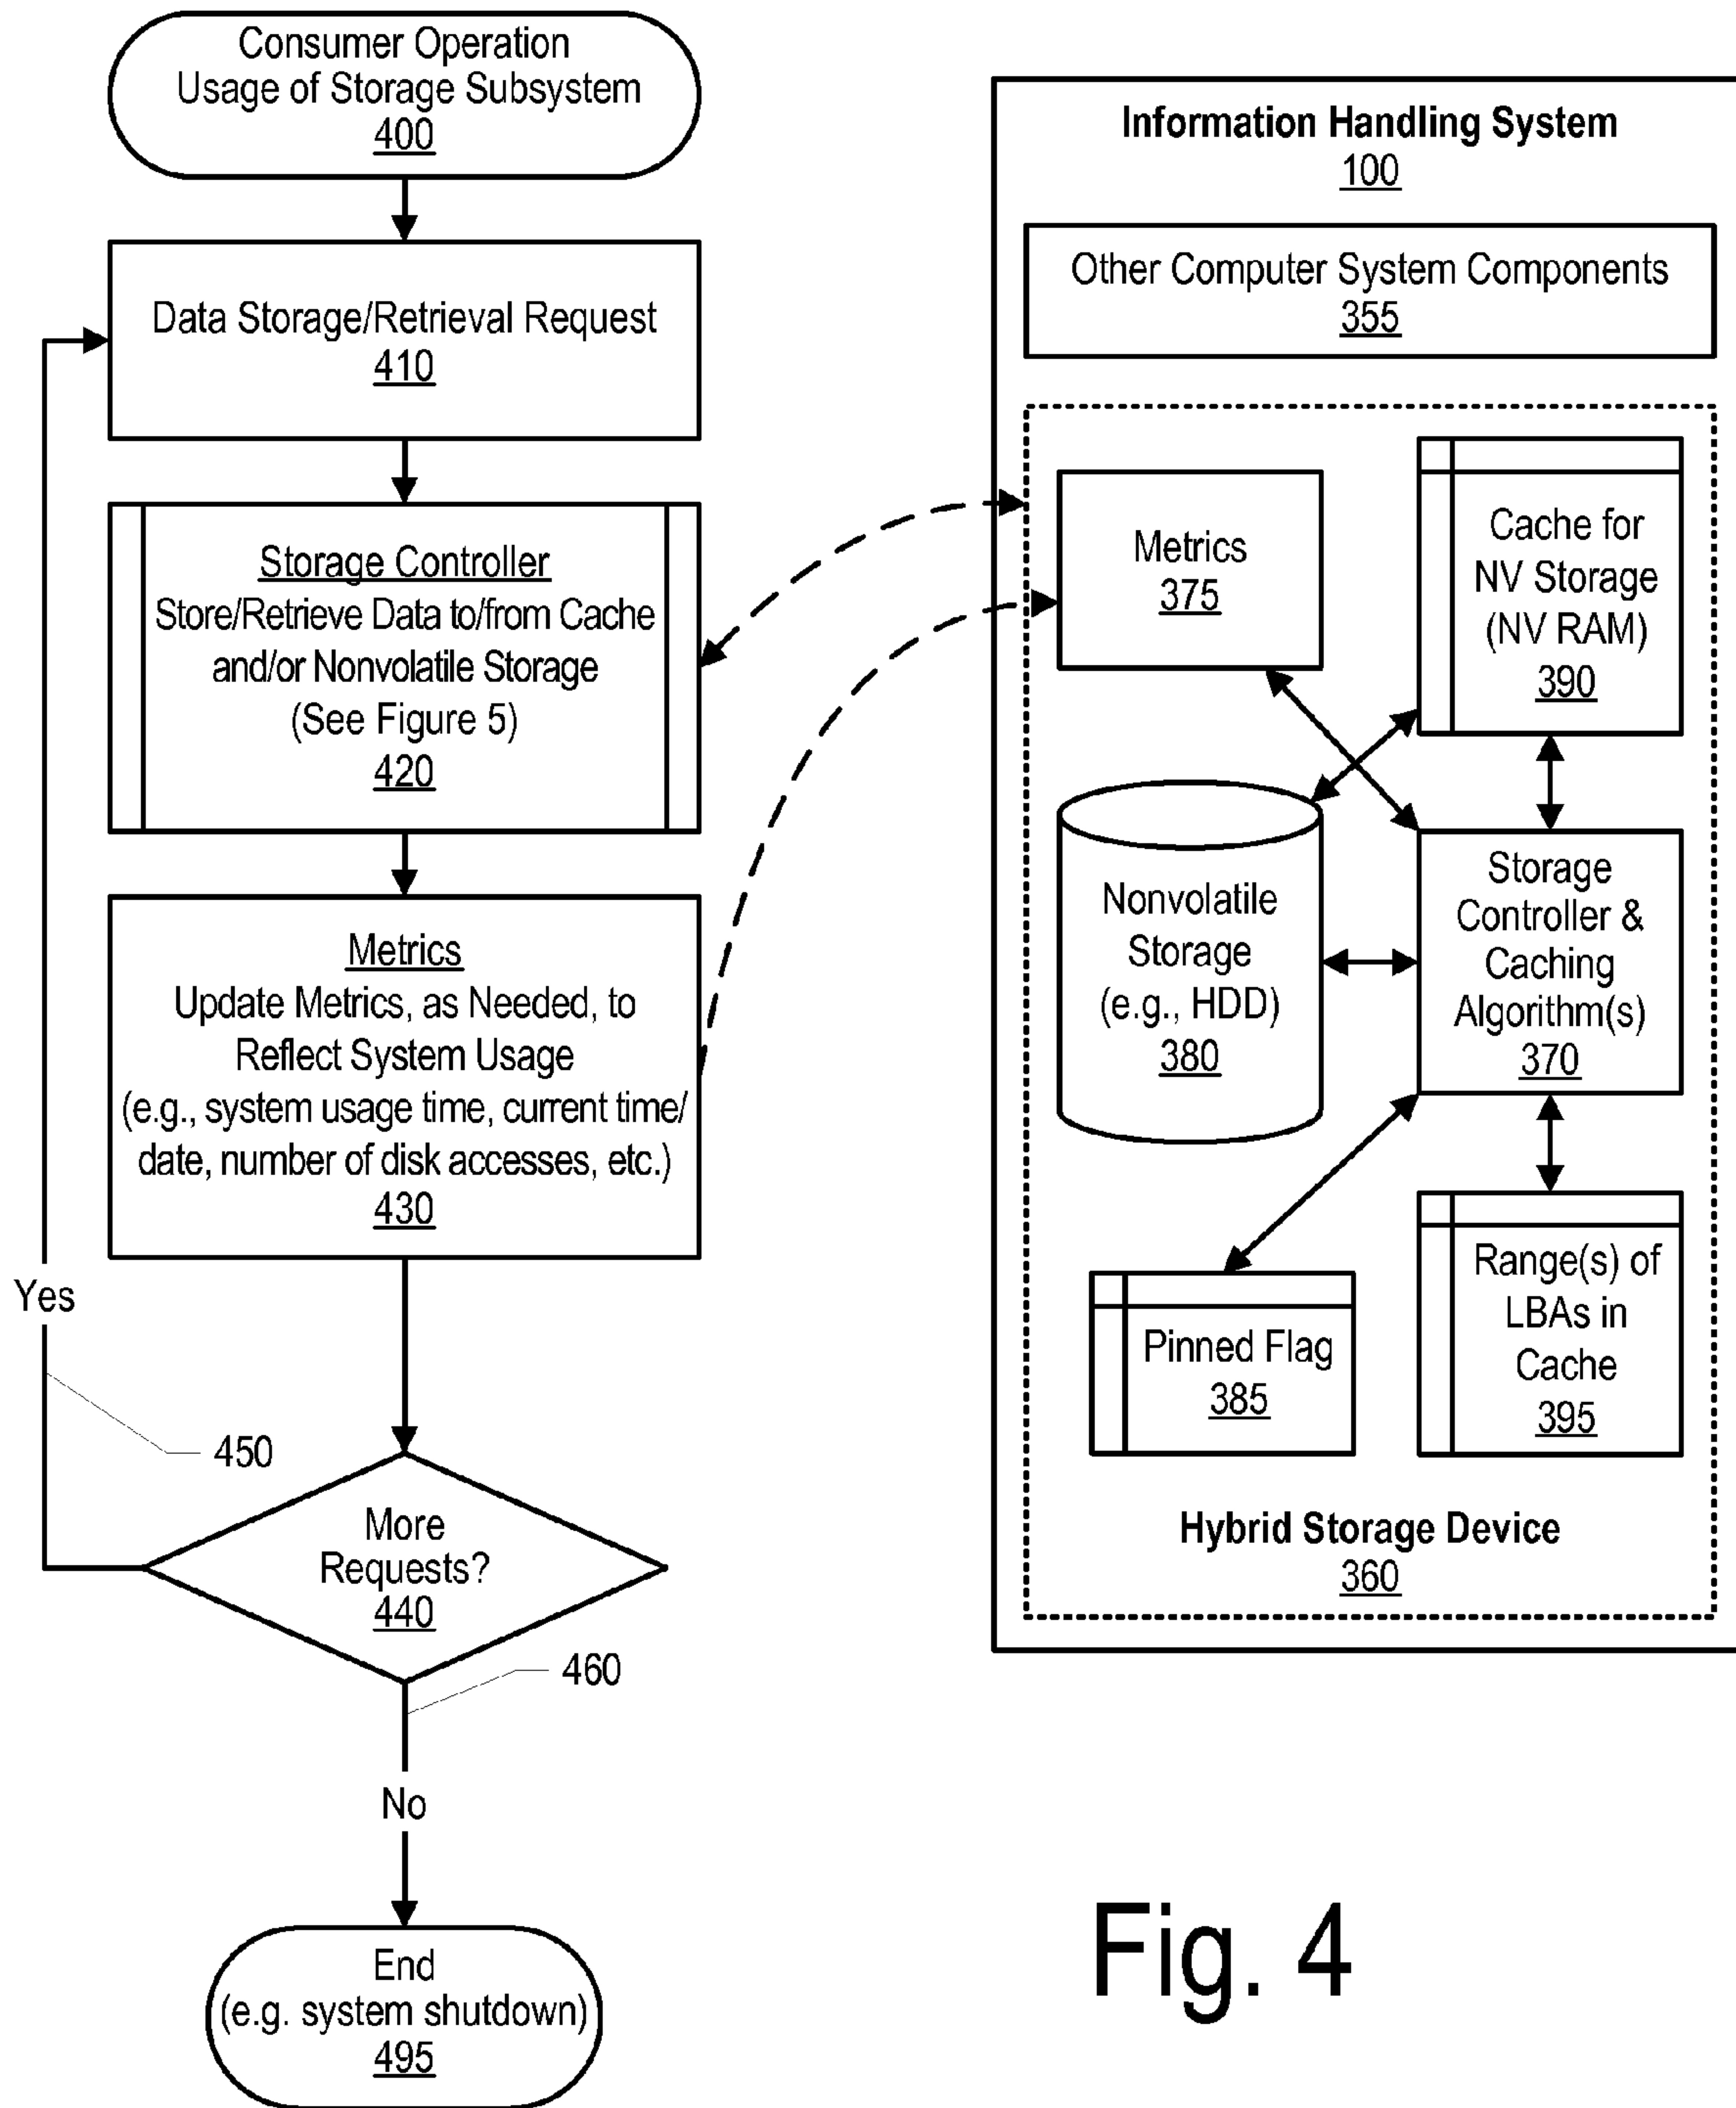 Consumer Operation
Usage of Storage Subsystem
400
Data Storage/Retrieval Request
410
Storage Controller
Store/Retrieve Data to/from Cache
and/or Nonvolatile Storage
(See Figure 5)
420
Metrics
Update Metrics, as Needed, to
Reflect System Usage
(e.g., system usage time, current time/
date, number of disk accesses, etc.)
430
Yes
450
More
Requests?
440
460
No
End
(e.g. system shutdown)
495
Information Handling System
100
Other Computer System Components
355
Metrics
375
Cache for
NV Storage
(NV RAM)
390
Nonvolatile
Storage
(e.g., HDD)
380
Storage
Controller &
Caching
Algorithm(s)
370
Pinned Flag
385
Range(s) of
LBAs in
Cache
395
Hybrid Storage Device
360
Fig. 4